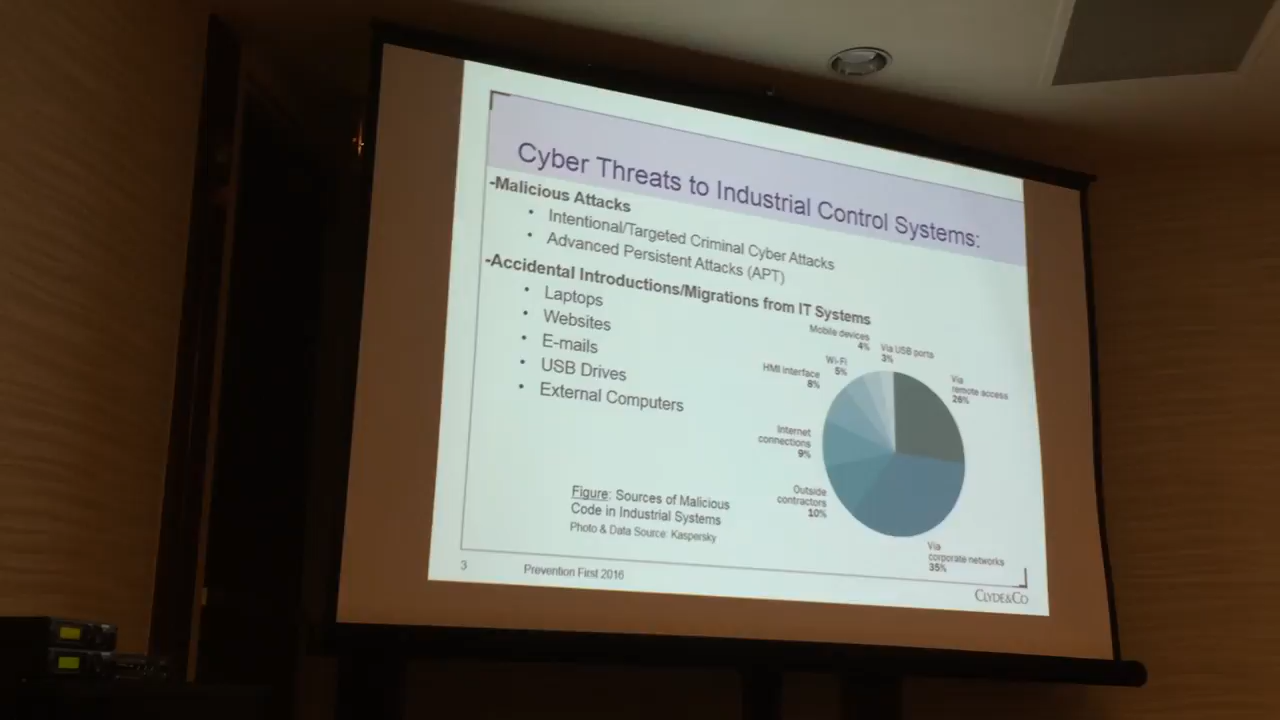 Cyber Threats to Industrial Control Systems:
-Malicious Attacks
• Intentional/Targeted Criminal Cyber Attacks
• Advanced Persistent Attacks (APT)
-Accidental Introductions/Migrations from IT Systems
• Laptops
• Websites
• E-mails
• USB Drives
• External Computers
Mobile devices
4%
Via USB ports
3%
Wi-Fi
5%
HMI interface
8%
Via
remote access
26%
Internet
connections
9%
Outside
contractors
10%
Via
corporate networks
35%
Figure: Sources of Malicious
Code in Industrial Systems
Photo & Data Source: Kaspersky
3
Prevention First 2016
CLYDE&CO